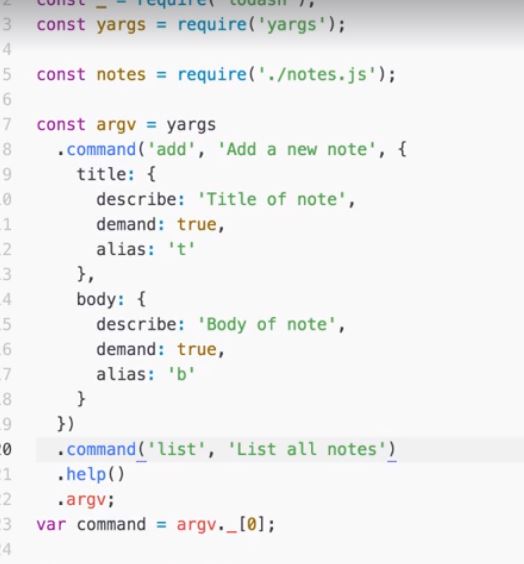 3 const yargs = require('yargs');
4
5 const notes = require('./notes.js');
6
7 const argv = yargs
8   .command('add', 'Add a new note', {
9     title: {
0       describe: 'Title of note',
1       demand: true,
2       alias: 't'
3     },
4     body: {
5       describe: 'Body of note',
6       demand: true,
7       alias: 'b'
8     }
9   })
0   .command('list', 'List all notes')
1   .help()
2   .argv;
3 var command = argv._[0];
4